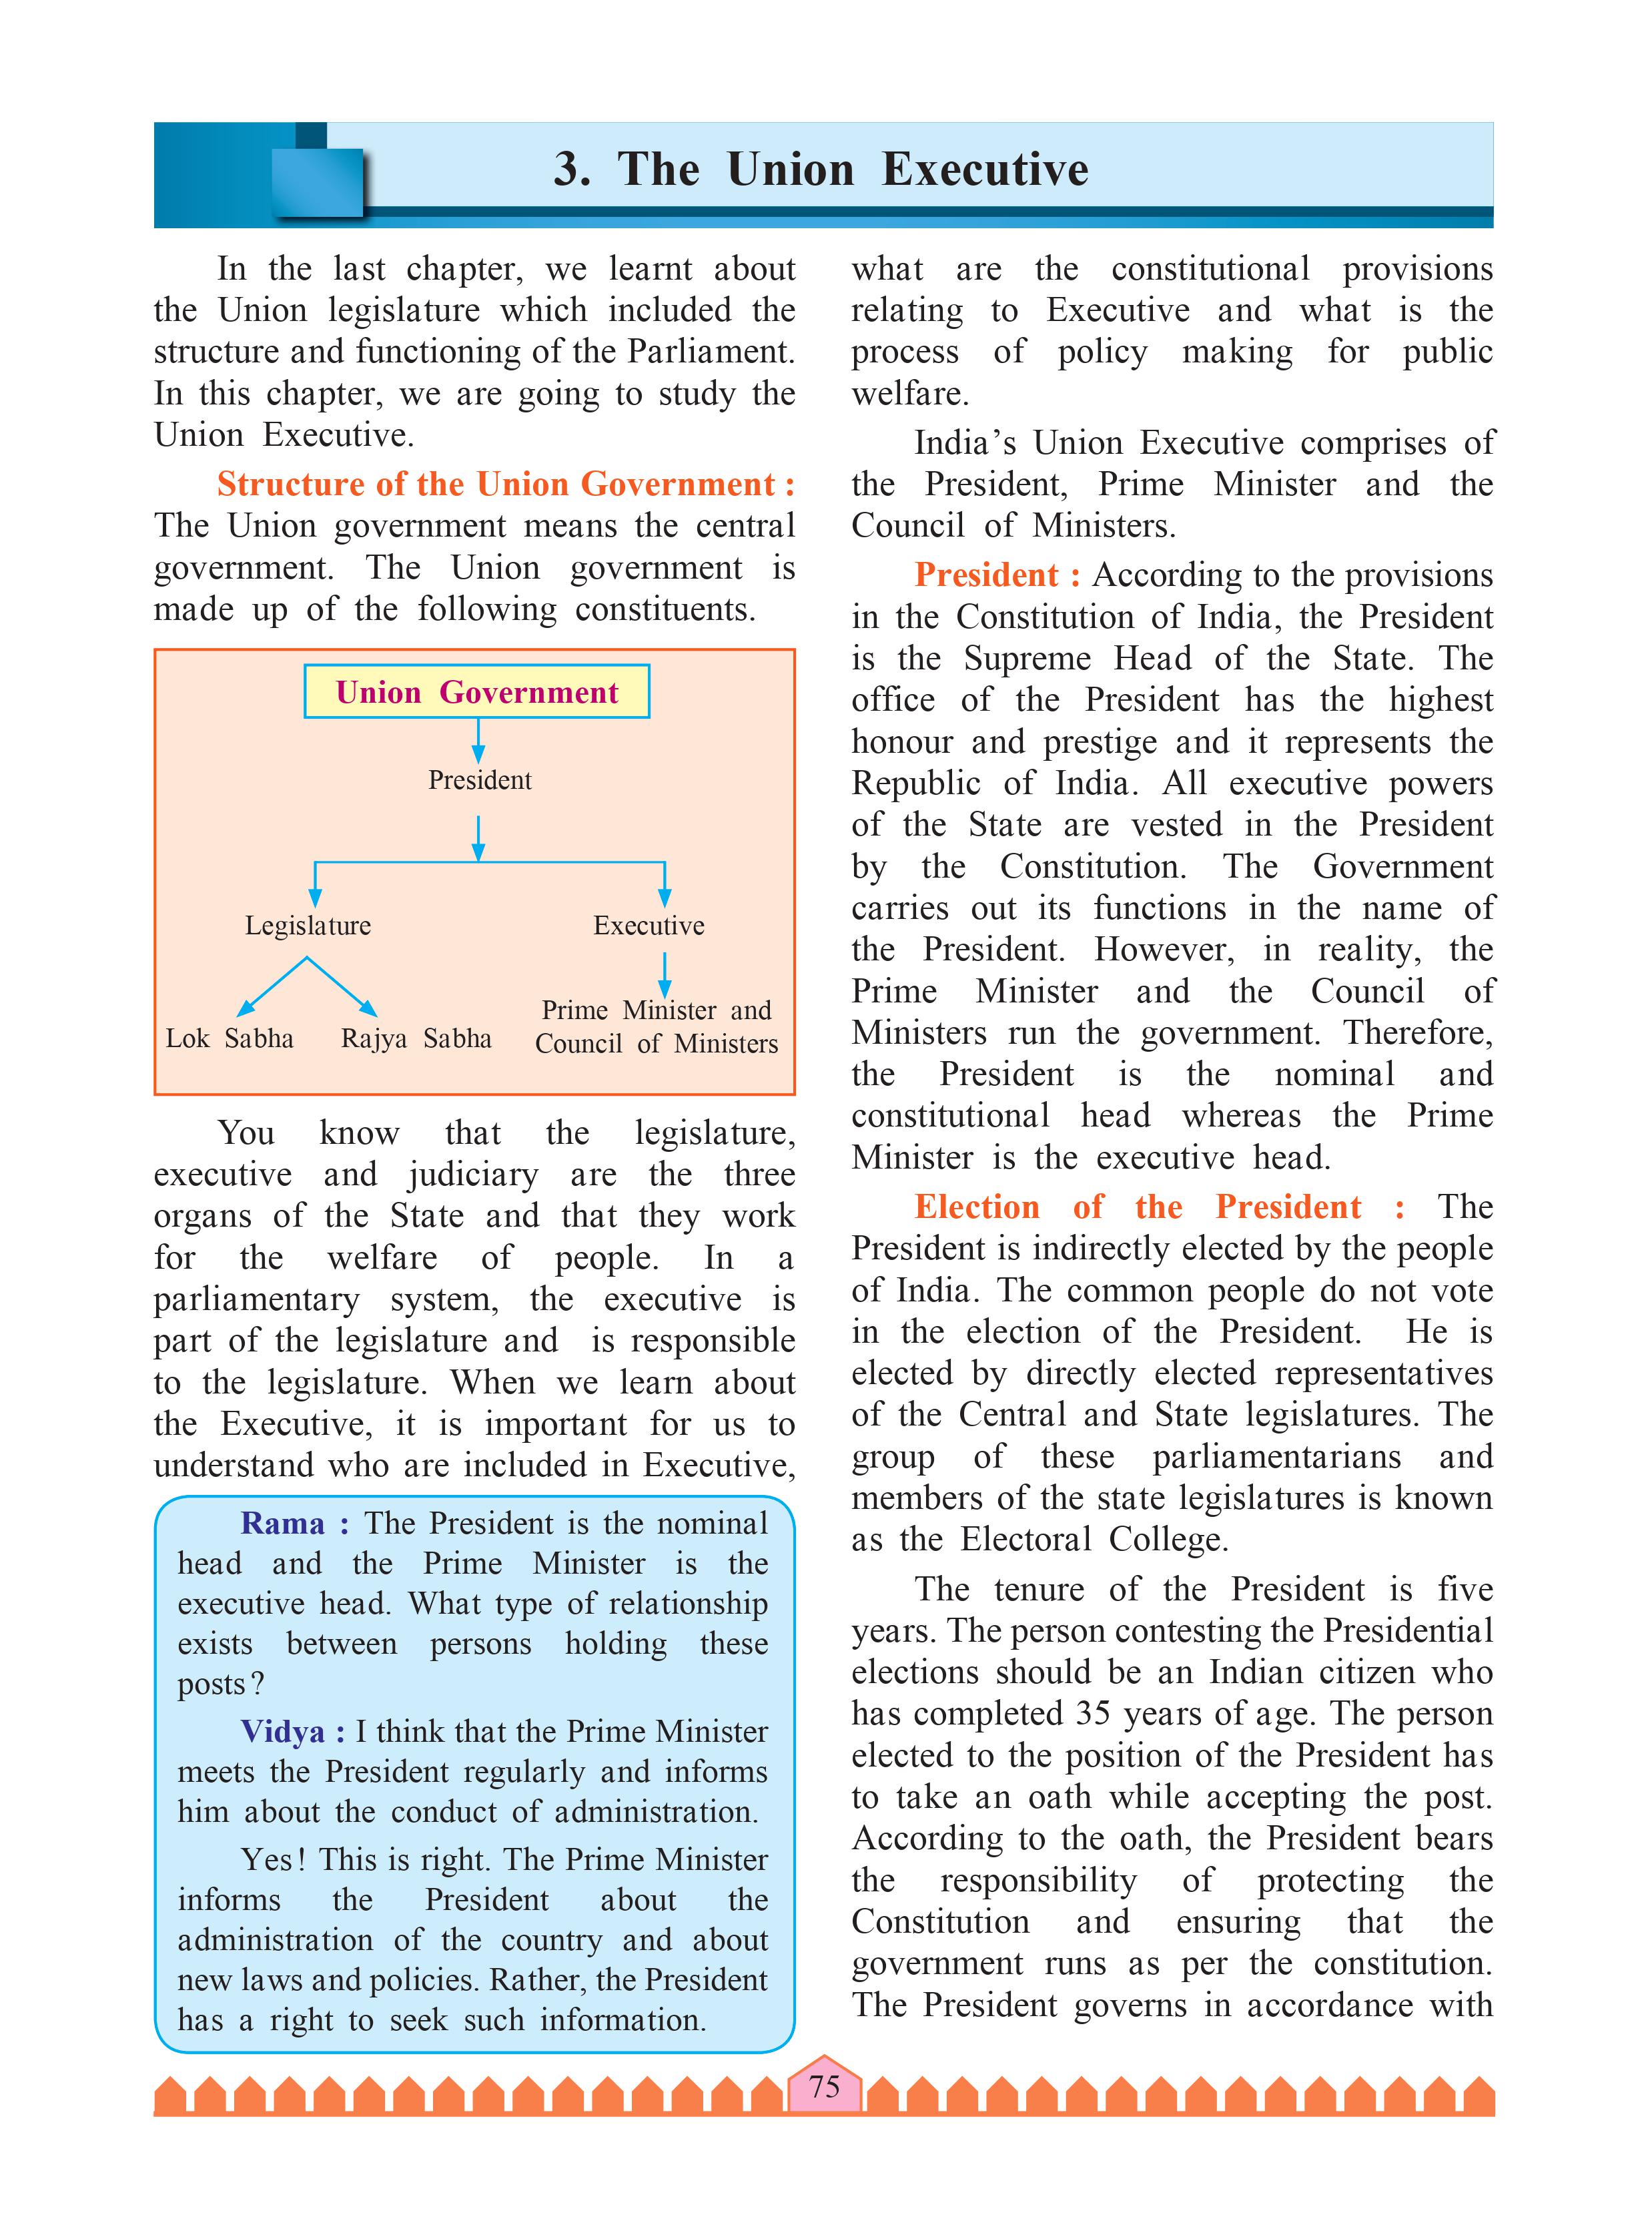 3. The Union Executive
In the last chapter, we learnt about
the Union legislature which included the
structure and functioning of the Parliament.
In this chapter, we are going to study the
Union Executive.
Structure of the Union Government :
The Union government means the central
government. The Union government is
made up of the following constituents.
Union Government
President
Legislature
Executive
Lok Sabha
Rajya Sabha
Prime Minister and
Council of Ministers
You know that the legislature,
executive and judiciary are the three
organs of the State and that they work
for the welfare of people. In a
parliamentary system, the executive is
part of the legislature and is responsible
to the legislature. When we learn about
the Executive, it is important for us to
understand who are included in Executive,
Rama : The President is the nominal
head and the Prime Minister is the
executive head. What type of relationship
exists between persons holding these
posts?
Vidya : I think that the Prime Minister
meets the President regularly and informs
him about the conduct of administration.
Yes! This is right. The Prime Minister
informs the President about the
administration of the country and about
new laws and policies. Rather, the President
has a right to seek such information.
what are the constitutional provisions
relating to Executive and what is the
process of policy making for public
welfare.
India's Union Executive comprises of
the President, Prime Minister and the
Council of Ministers.
President : According to the provisions
in the Constitution of India, the President
is the Supreme Head of the State. The
office of the President has the highest
honour and prestige and it represents the
Republic of India. All executive powers
of the State are vested in the President
by the Constitution. The Government
carries out its functions in the name of
the President. However, in reality, the
Prime Minister and the Council of
Ministers run the government. Therefore,
the President is the nominal and
constitutional head whereas the Prime
Minister is the executive head.
Election of the President : The
President is indirectly elected by the people
of India. The common people do not vote
in the election of the President. He is
elected by directly elected representatives
of the Central and State legislatures. The
group of these parliamentarians and
members of the state legislatures is known
as the Electoral College.
The tenure of the President is five
years. The person contesting the Presidential
elections should be an Indian citizen who
has completed 35 years of age. The person
elected to the position of the President has
to take an oath while accepting the post.
According to the oath, the President bears
the responsibility of protecting the
Constitution and ensuring that the
government runs as per the constitution.
The President governs in accordance with
75